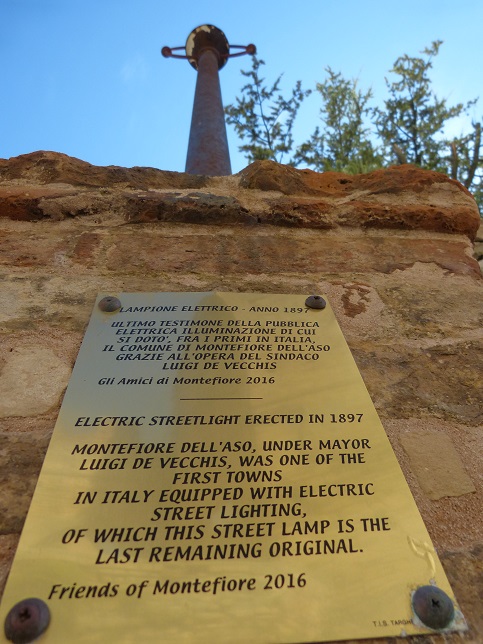 LAMPIONE ELETTRICO - ANNO 1897
ULTIMO TESTIMONE DELLA PUBBLICA
ELETTRICA ILLUMINAZIONE DI CUI
SI DOTO', FRA I PRIMI IN ITALIA,
IL COMUNE DI MONTEFIORE DELL'ASO
GRAZIE ALL'OPERA DEL SINDACO
LUIGI DE VECCHIS
Gli Amici di Montefiore 2016
ELECTRIC STREETLIGHT ERECTED IN 1897
MONTEFIORE DELL'ASO, UNDER MAYOR
LUIGI DE VECCHIS, WAS ONE OF THE
FIRST TOWNS
IN ITALY EQUIPPED WITH ELECTRIC
STREET LIGHTING,
OF WHICH THIS STREET LAMP IS THE
LAST REMAINING ORIGINAL.
Friends of Montefiore 2016
T.I.S. TARGHE